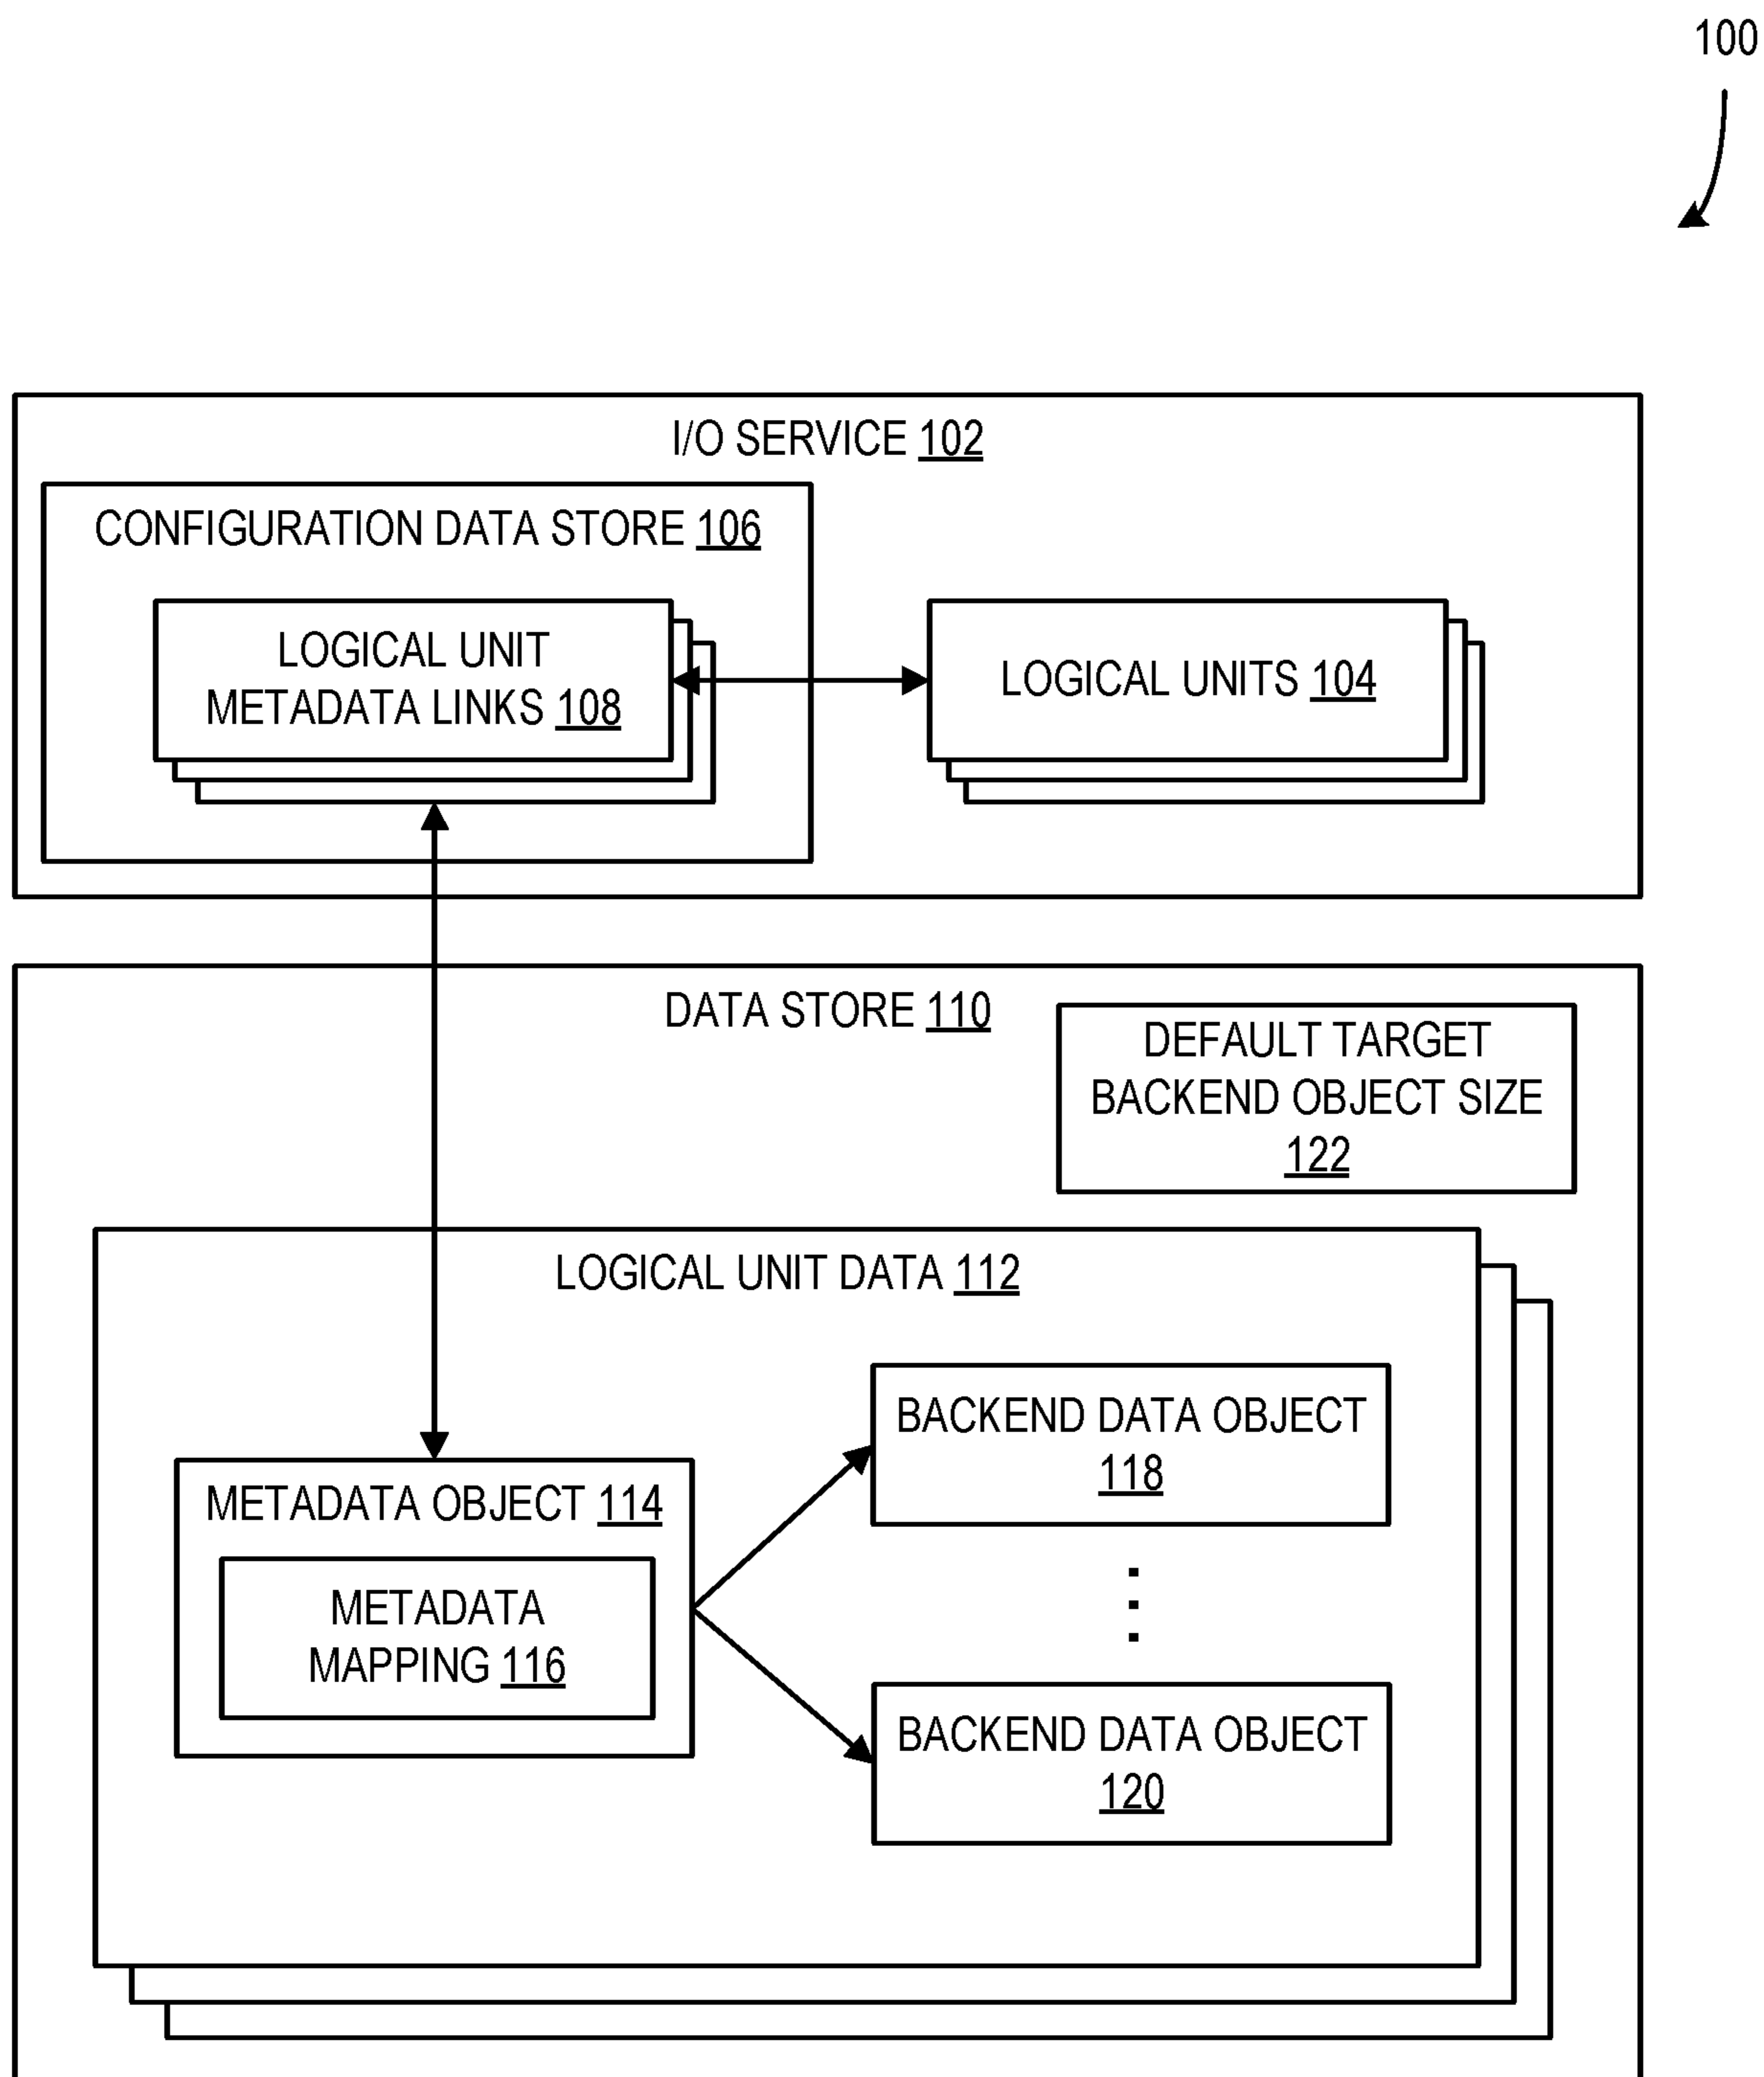 100
I/O SERVICE 102
CONFIGURATION DATA STORE 106
LOGICAL UNIT
METADATA LINKS 108
LOGICAL UNITS 104
DATA STORE 110
DEFAULT TARGET
BACKEND OBJECT SIZE
122
LOGICAL UNIT DATA 112
BACKEND DATA OBJECT
118
METADATA OBJECT 114
METADATA
MAPPING 116
BACKEND DATA OBJECT
120